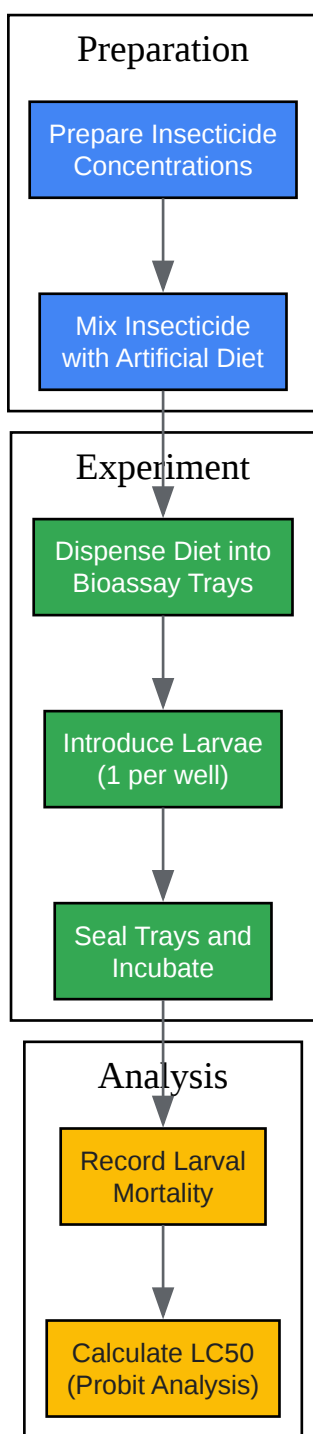 Preparation
Prepare Insecticide
Concentrations
Mix Insecticide
with Artificial Diet
Experiment
Dispense Diet into
Bioassay Trays
Introduce Larvae
(1 per well)
Seal Trays and
Incubate
Analysis
Record Larval
Mortality
Calculate LC50
(Probit Analysis)